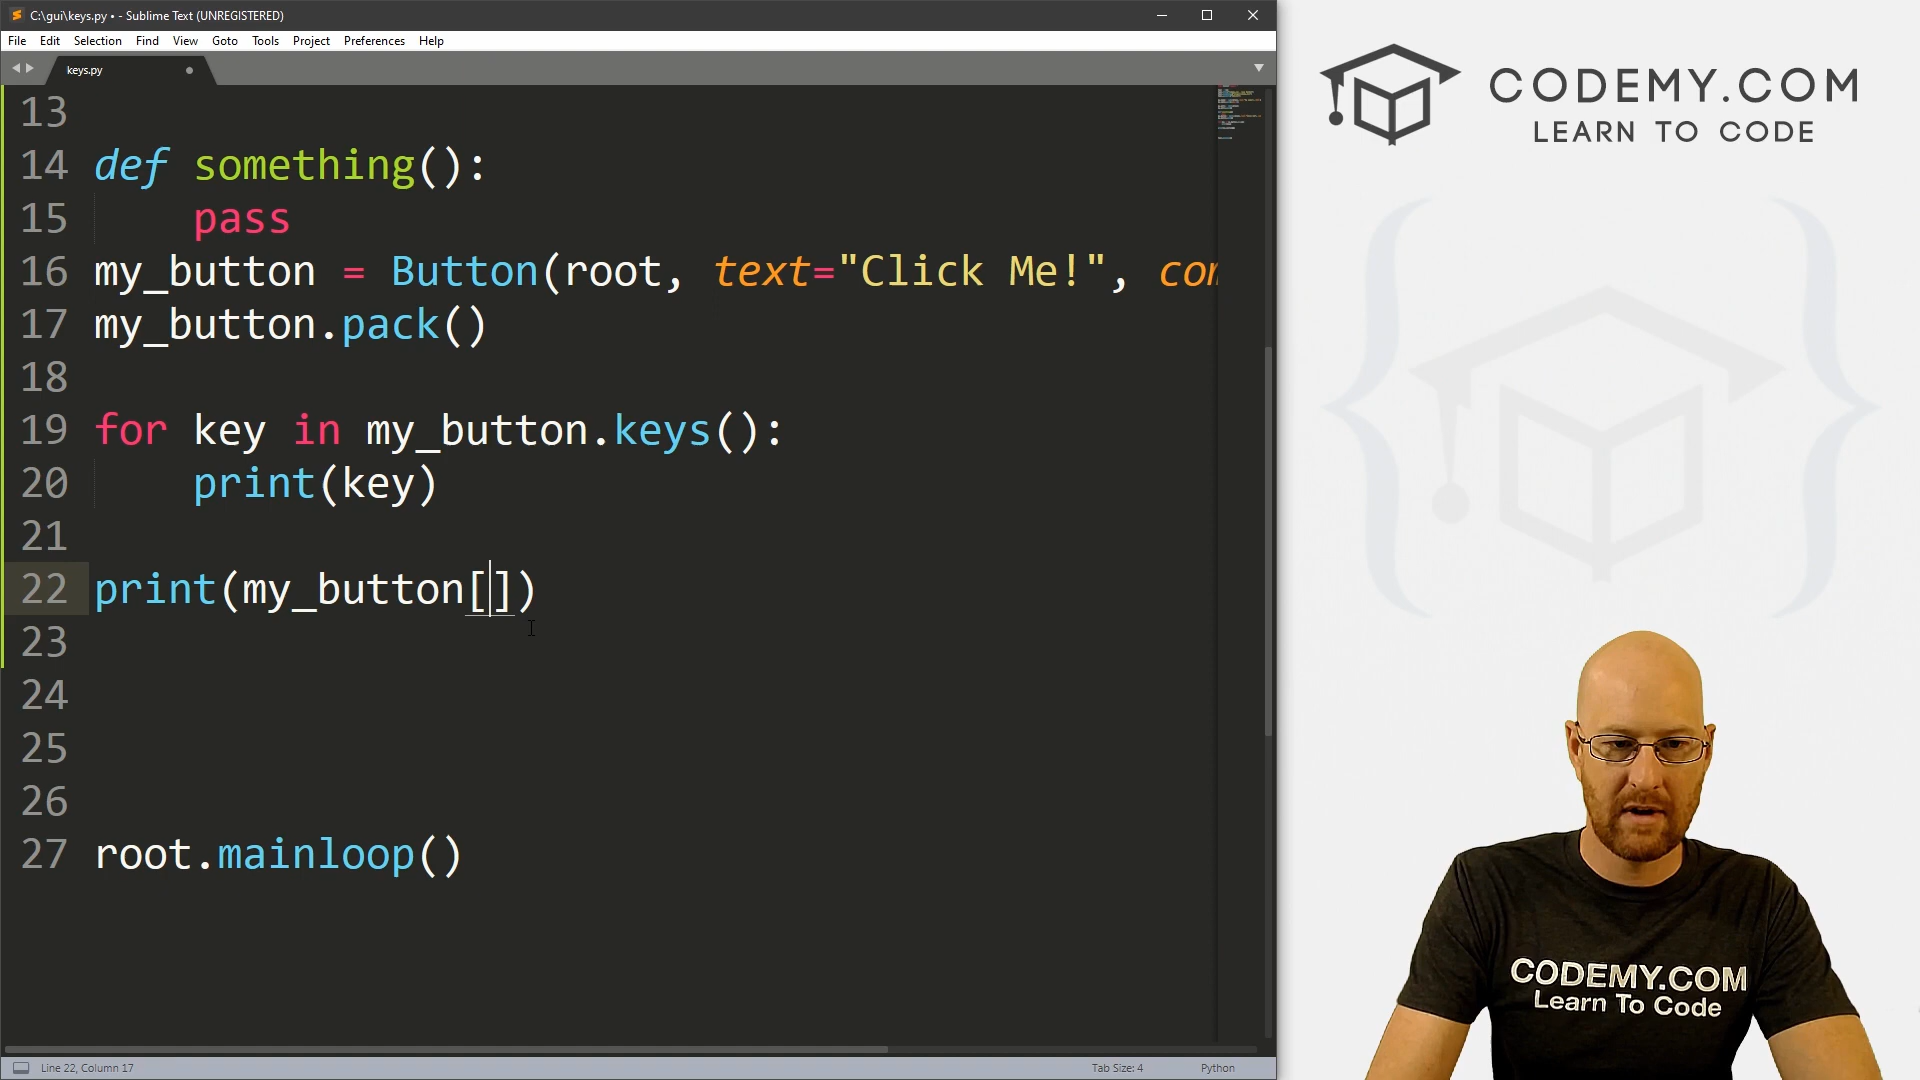 C:\gui\keys.py • - Sublime Text (UNREGISTERED)
File Edit Selection Find View Goto Tools Project Preferences Help
keys.py
13
14 def something():
15 pass
16 my_button = Button(root, text="Click Me!", com
17 my_button.pack()
18
19 for key in my_button.keys():
20 print(key)
21
22 print(my_button[])
23
24
25
26
27 root.mainloop()
Line 22, Column 17
Tab Size: 4
Python
CODEMY.COM
LEARN TO CODE
CODEMY.COM
Learn To Code